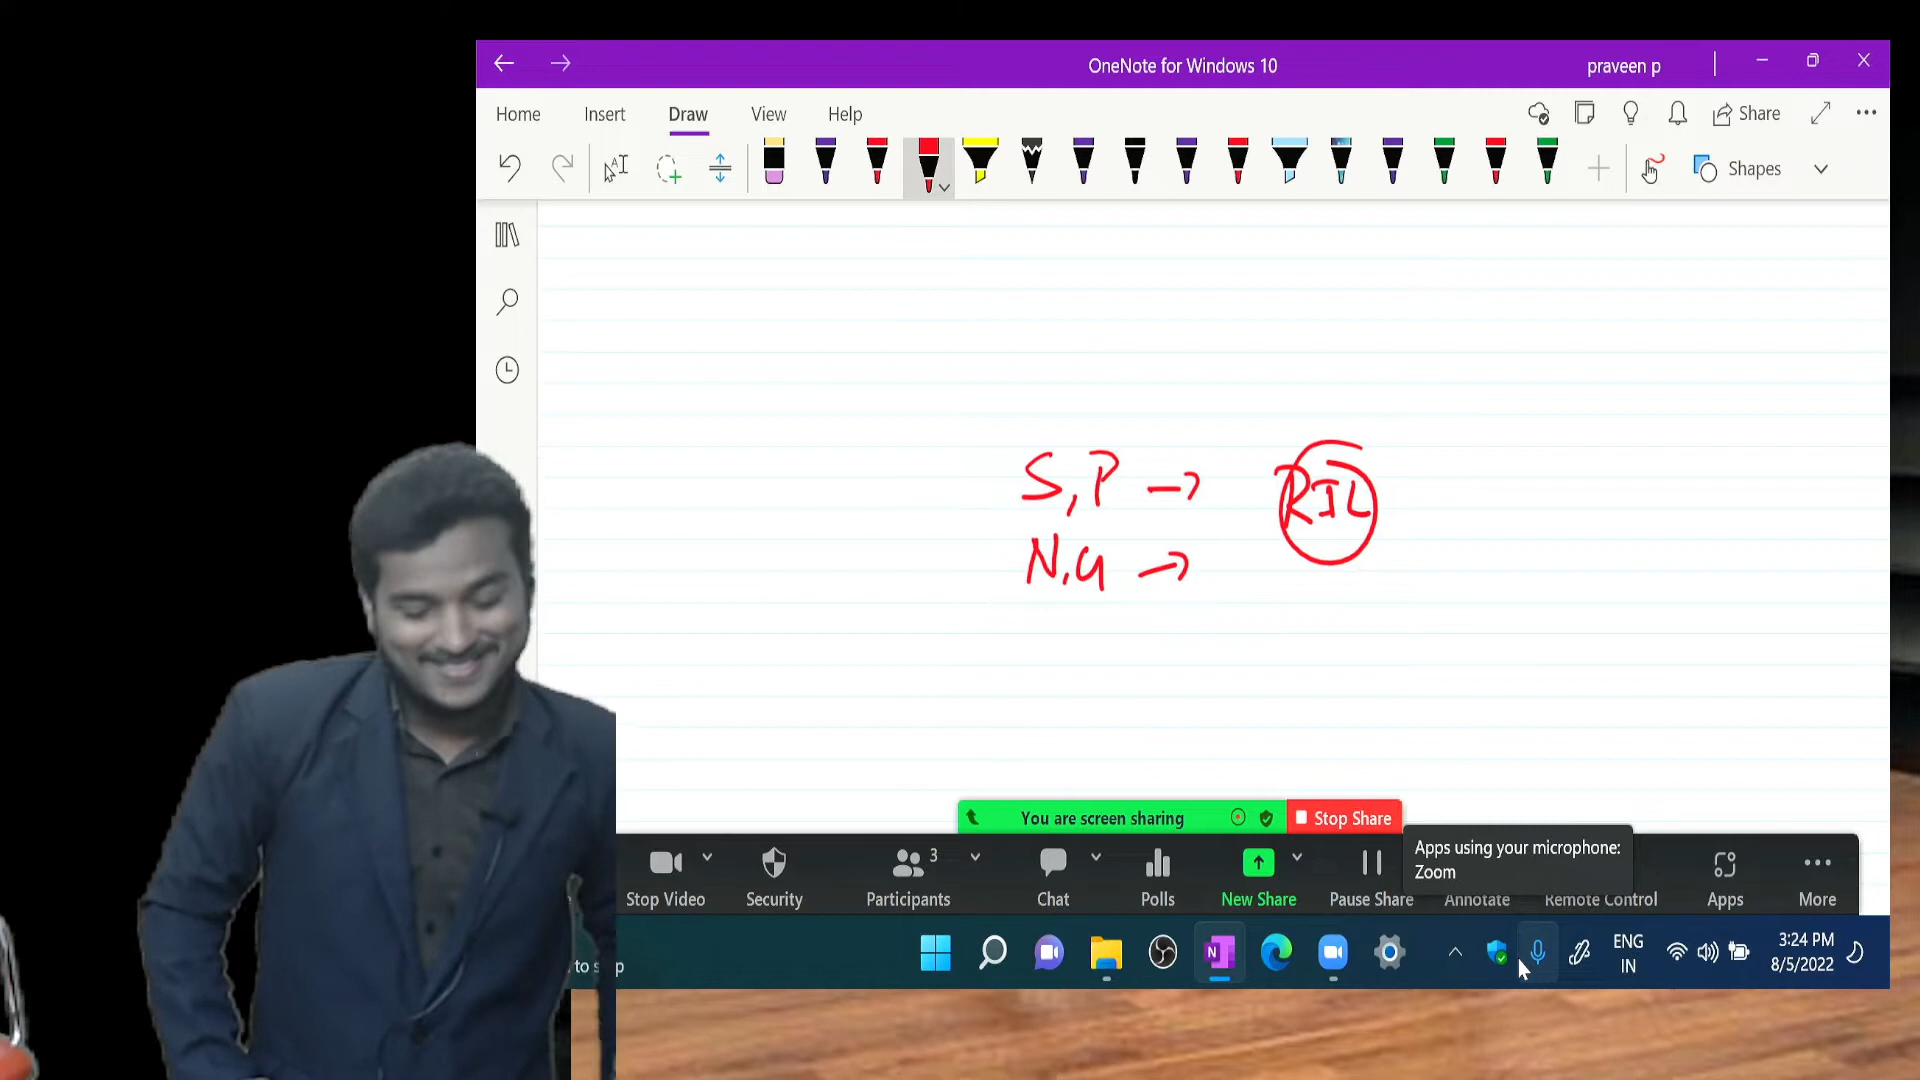 OneNote for Windows 10
praveen p
Home Insert Draw View Help
Share
Shapes
S, P → RIL
N, G →
You are screen sharing
Stop Share
Apps using your microphone:
Zoom
3
Stop Video Security Participants Chat Polls New Share Pause Share Annotate Remote Control Apps More
ENG
IN
3:24 PM
8/5/2022